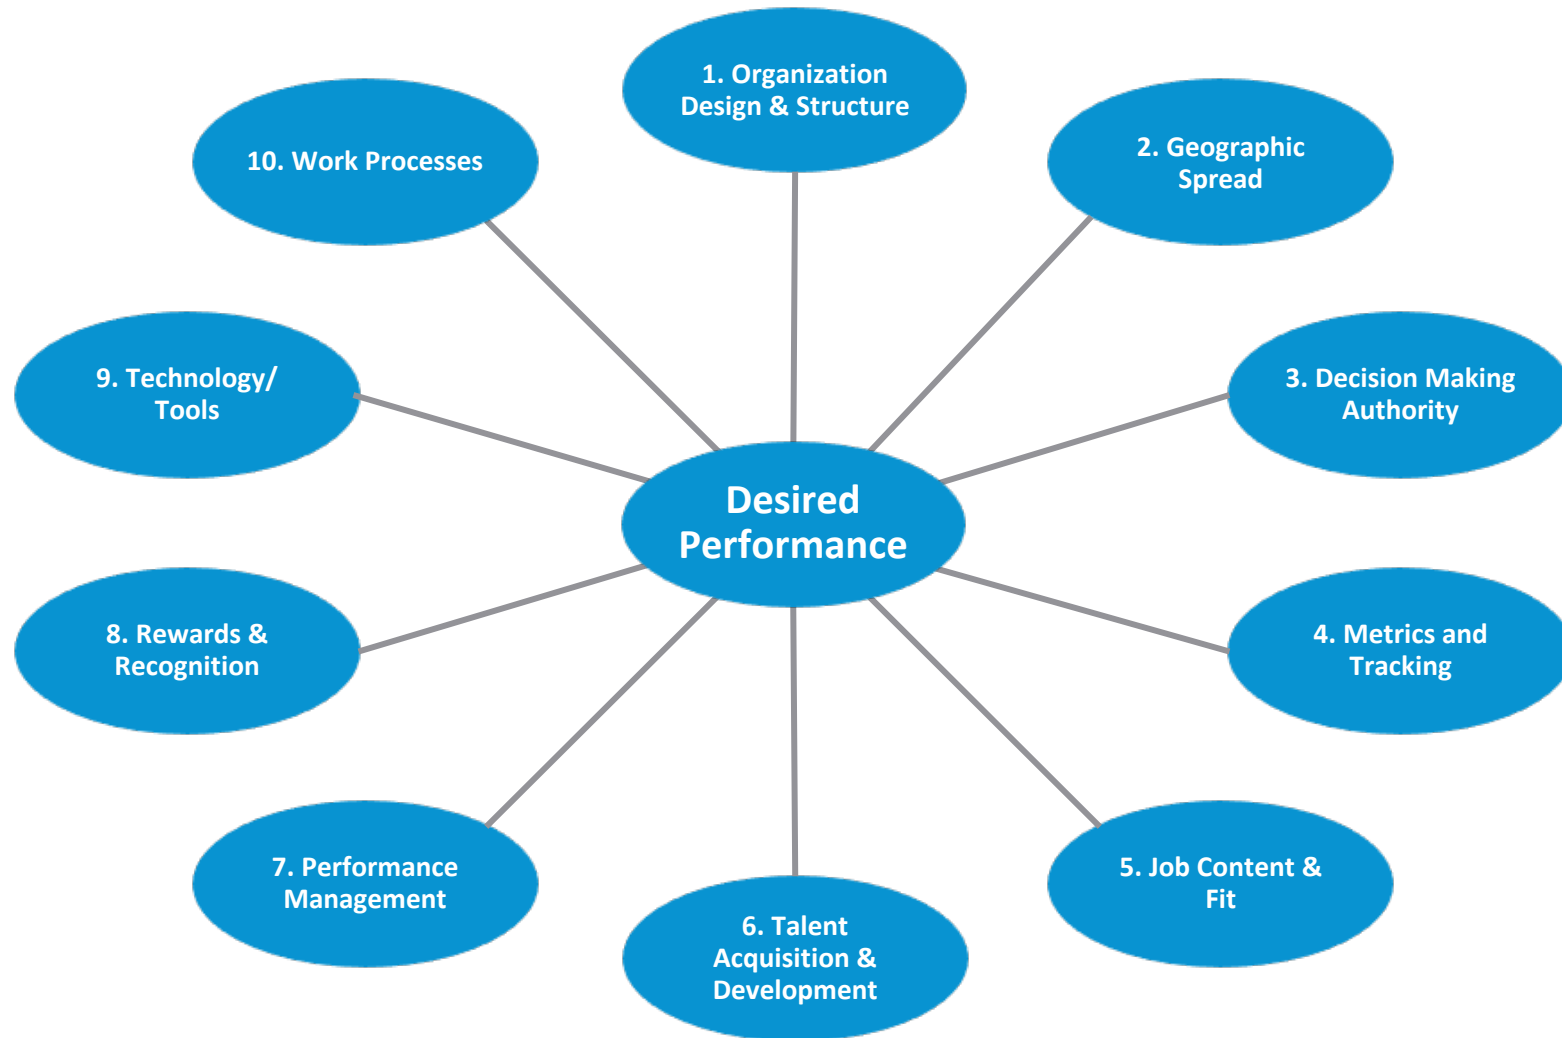 1. Organization
Design & Structure
2. Geographic
Spread
3. Decision Making
Authority
4. Metrics and
Tracking
5. Job Content &
Fit
6. Talent
Acquisition &
Development
7. Performance
Management
8. Rewards &
Recognition
9. Technology/
Tools
10. Work Processes
Desired
Performance